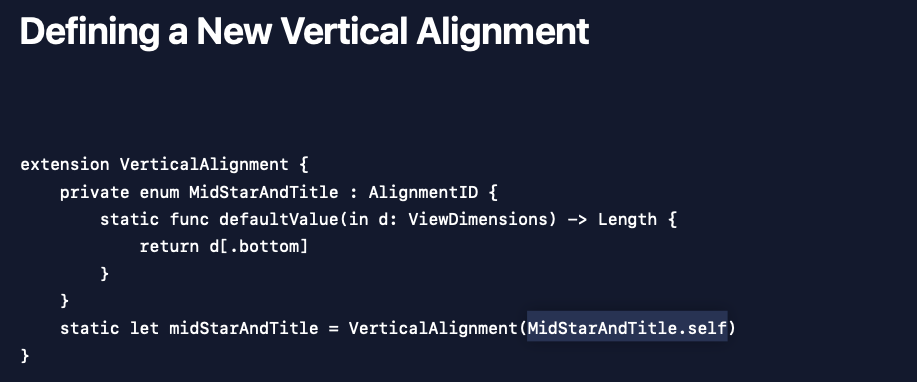 Defining a New Vertical Alignment
extension VerticalAlignment {
    private enum MidStarAndTitle : AlignmentID {
        static func defaultValue(in d: ViewDimensions) -> Length {
            return d[.bottom]
        }
    }
    static let midStarAndTitle = VerticalAlignment(MidStarAndTitle.self)
}